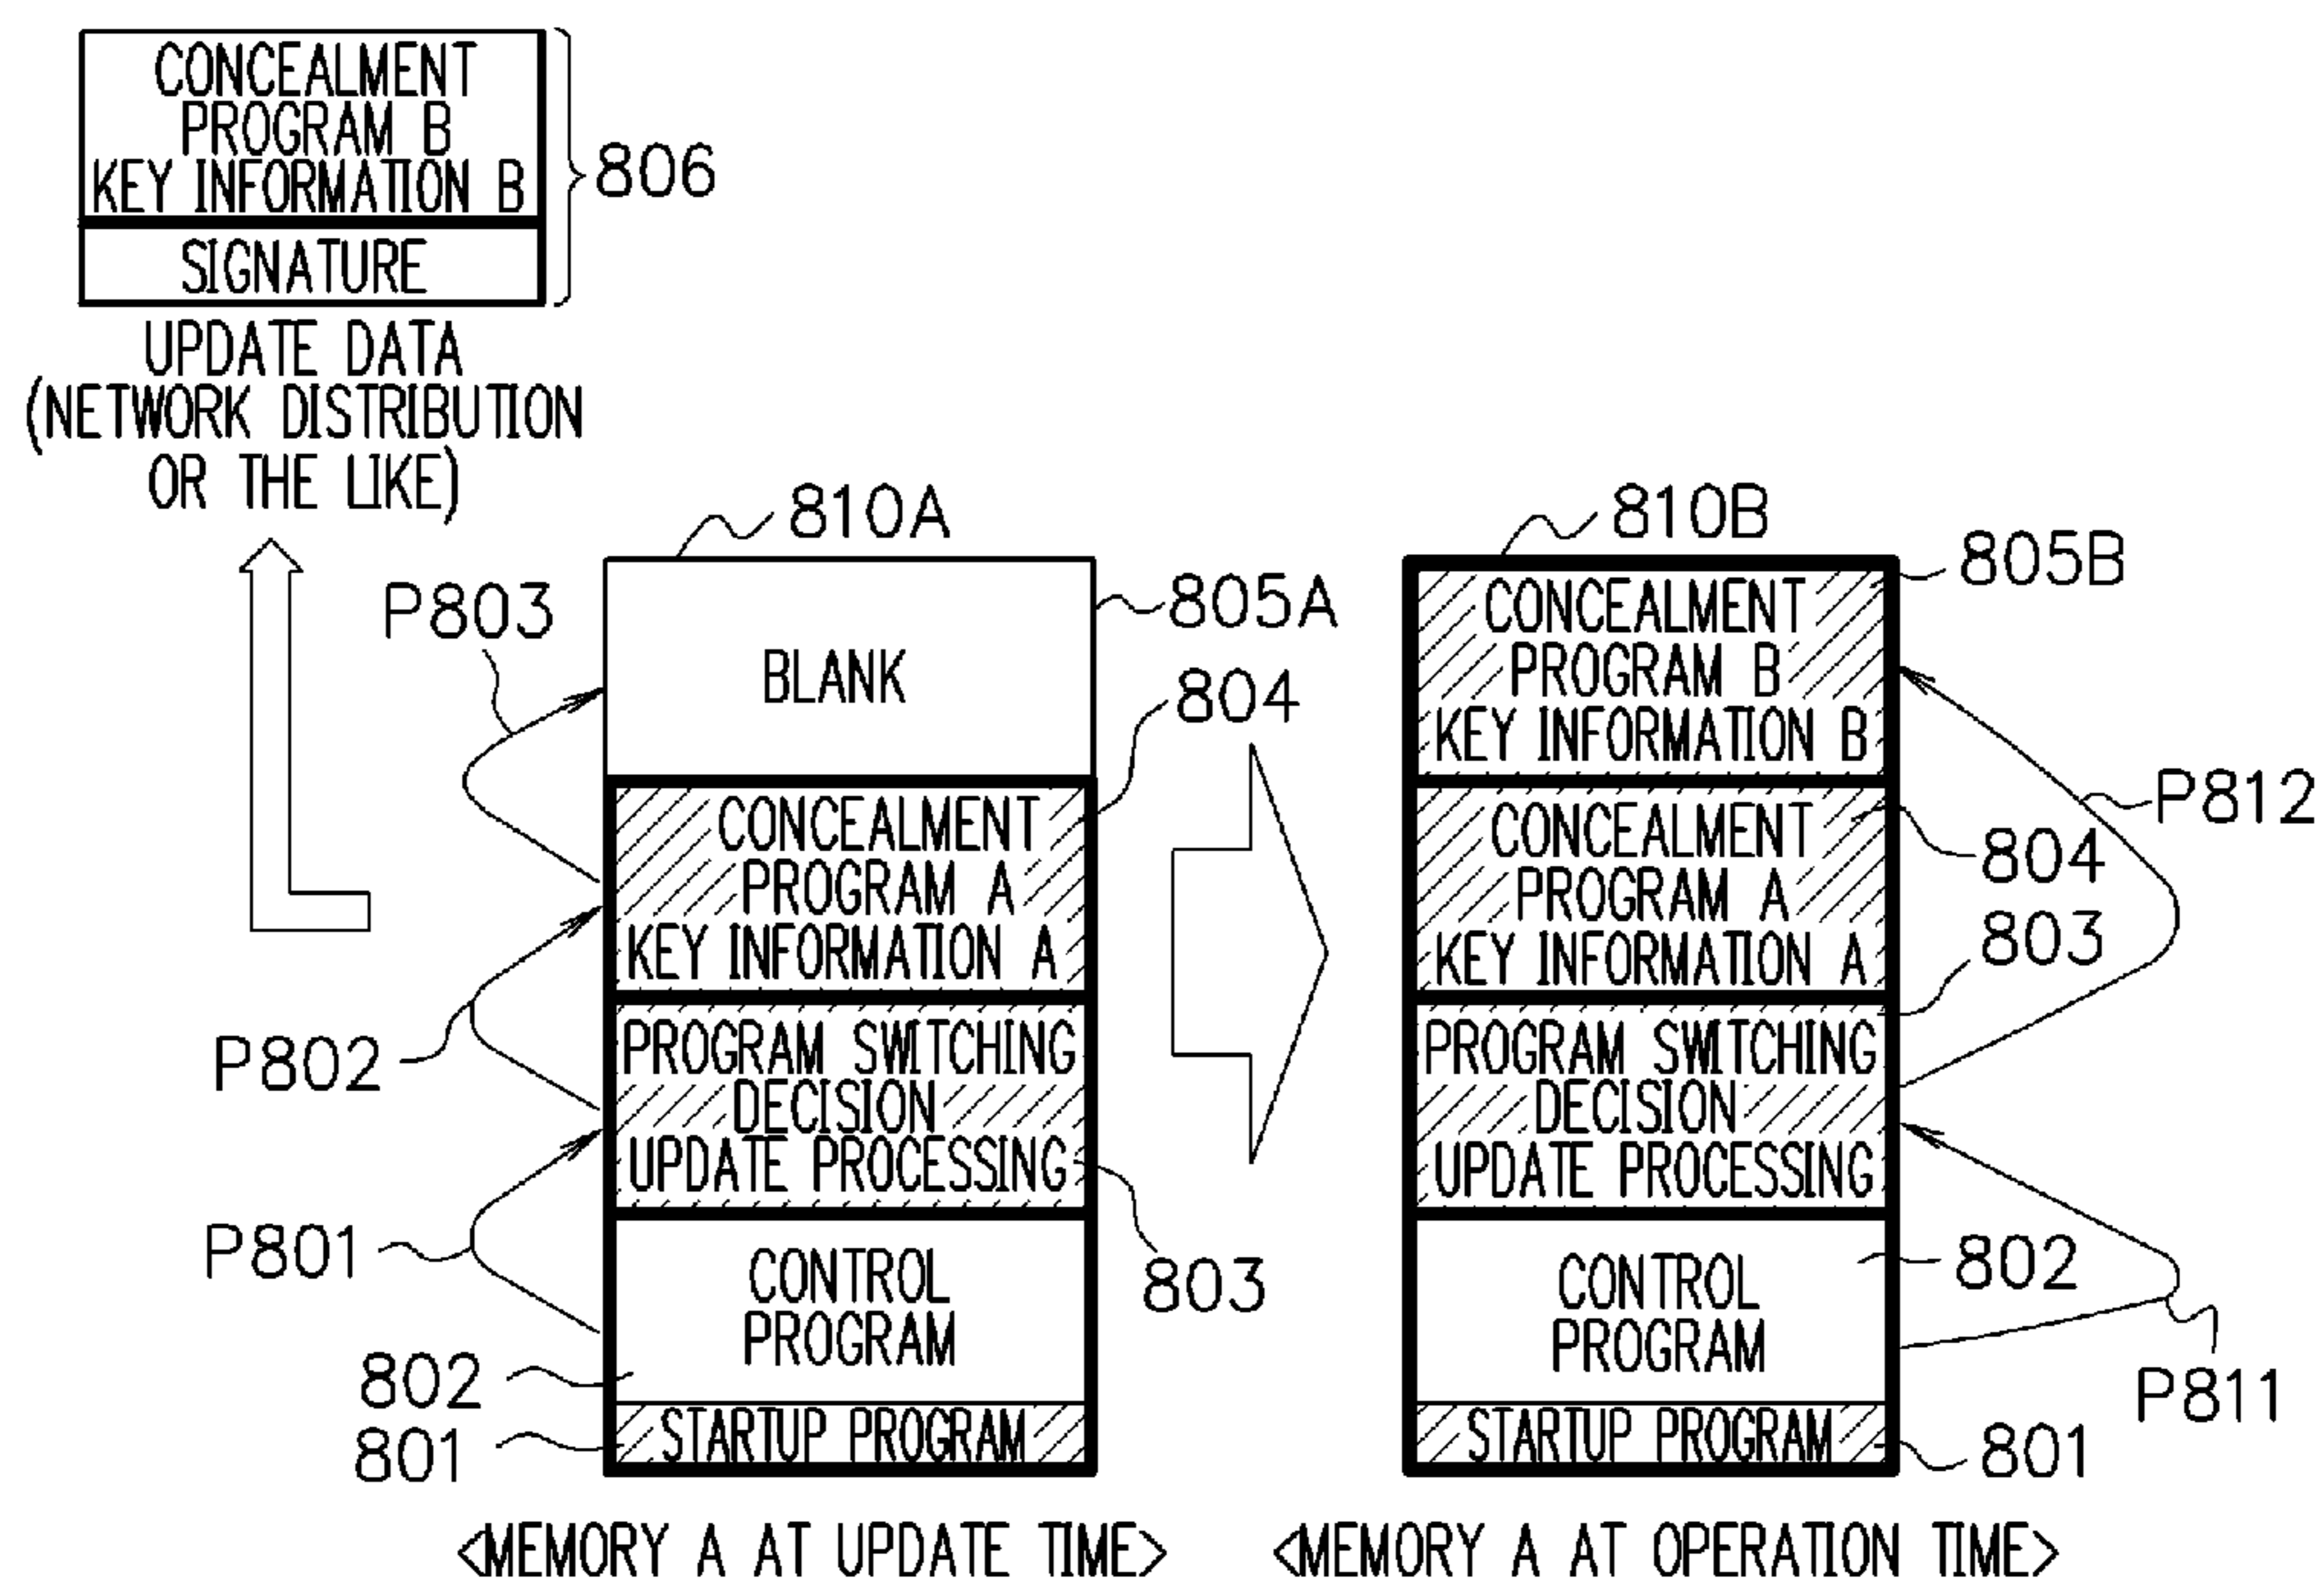 CONCEALMENT
PROGRAM B
KEY INFORMATION B
SIGNATURE
806
UPDATE DATA
(NETWORK DISTRIBUTION
OR THE LIKE)
810A
805A
P803
BLANK
804
CONCEALMENT
PROGRAM A
KEY INFORMATION A
P802
PROGRAM SWITCHING
DECISION
UPDATE PROCESSING
803
P801
CONTROL
PROGRAM
802
STARTUP PROGRAM
801
<MEMORY A AT UPDATE TIME>
810B
805B
CONCEALMENT
PROGRAM B
KEY INFORMATION B
P812
CONCEALMENT
PROGRAM A
KEY INFORMATION A
804
803
PROGRAM SWITCHING
DECISION
UPDATE PROCESSING
CONTROL
PROGRAM
802
P811
STARTUP PROGRAM
801
<MEMORY A AT OPERATION TIME>